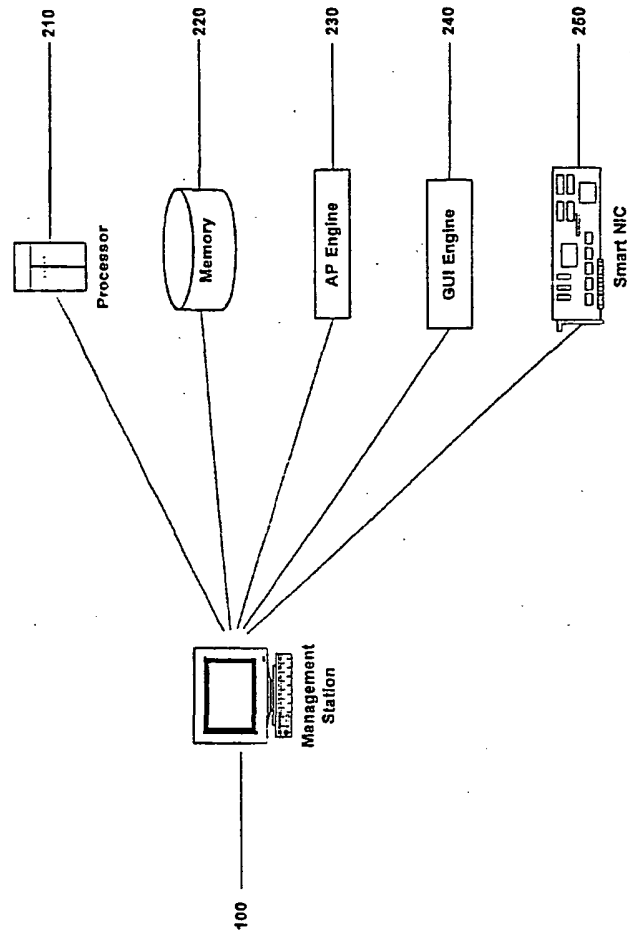 210
Processor
220
Memory
230
AP Engine
240
GUI Engine
250
Smart NIC
Management
Station
100